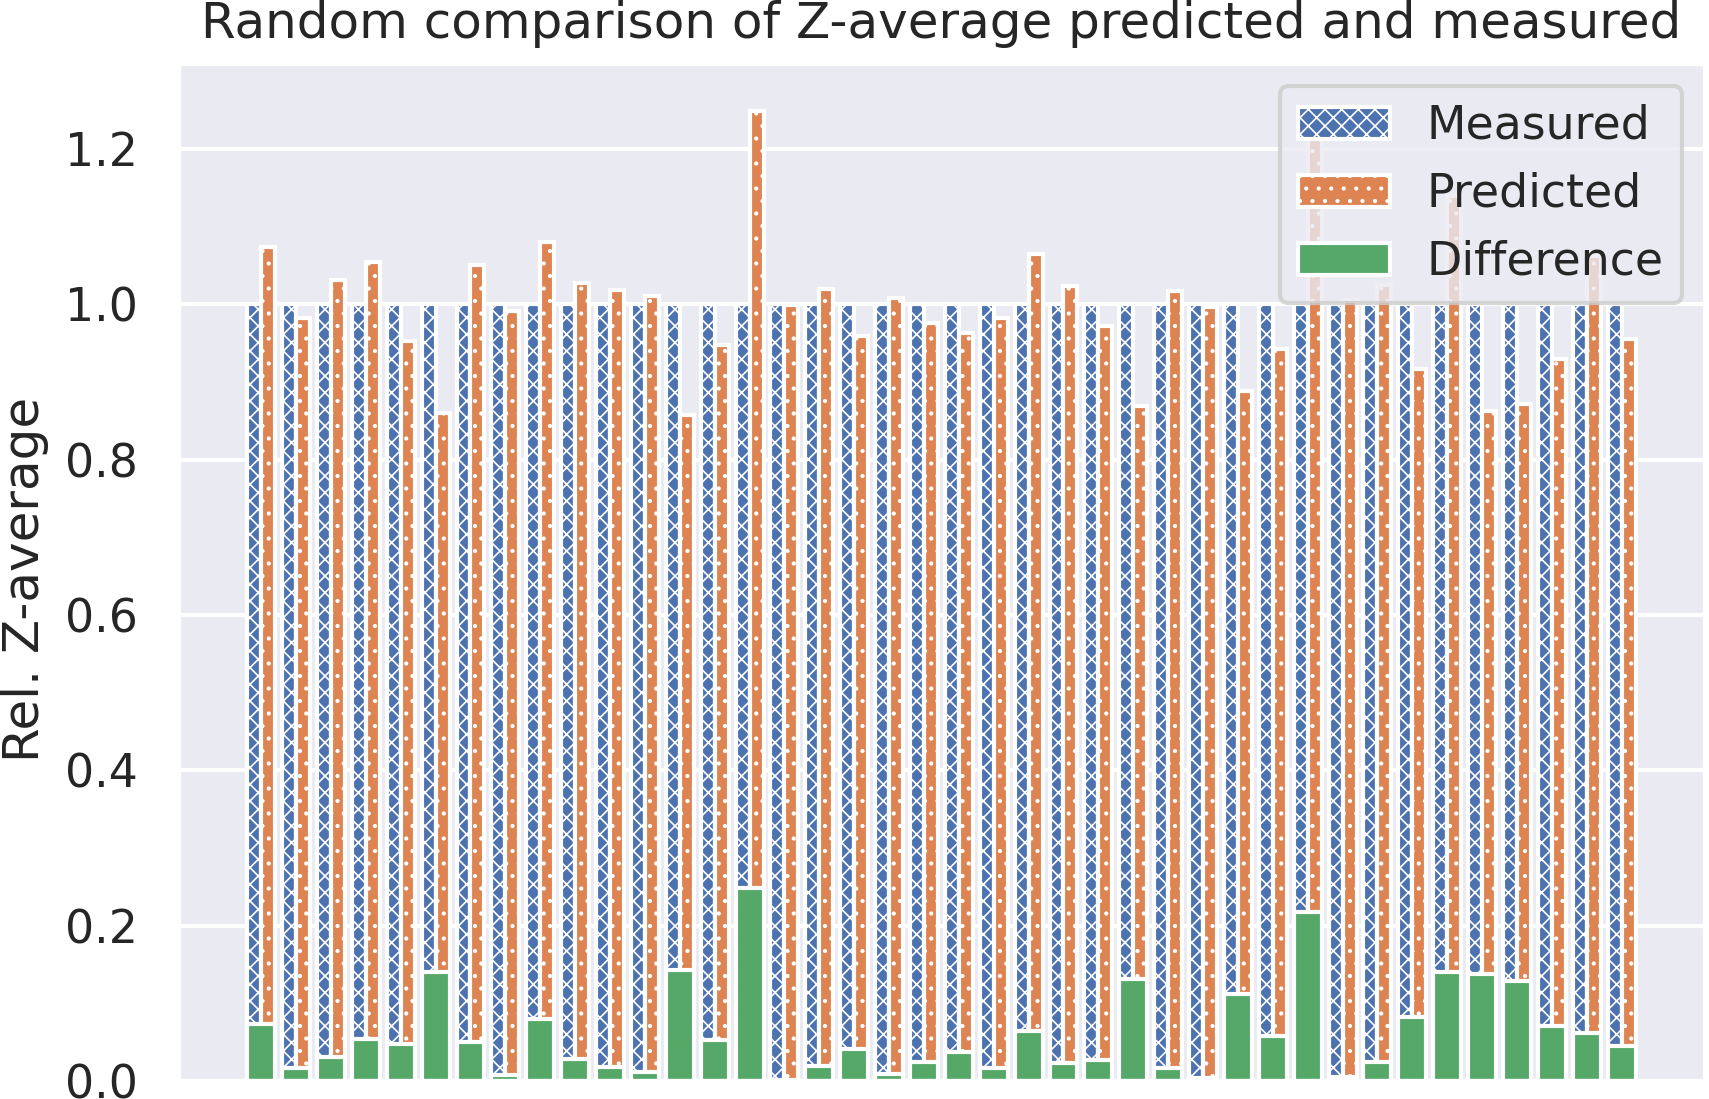 Random comparison of Z-average predicted and measured
Measured
Predicted
Difference
Rel. Z-average
1.2
1.0
0.8
0.6
0.4
0.2
0.0